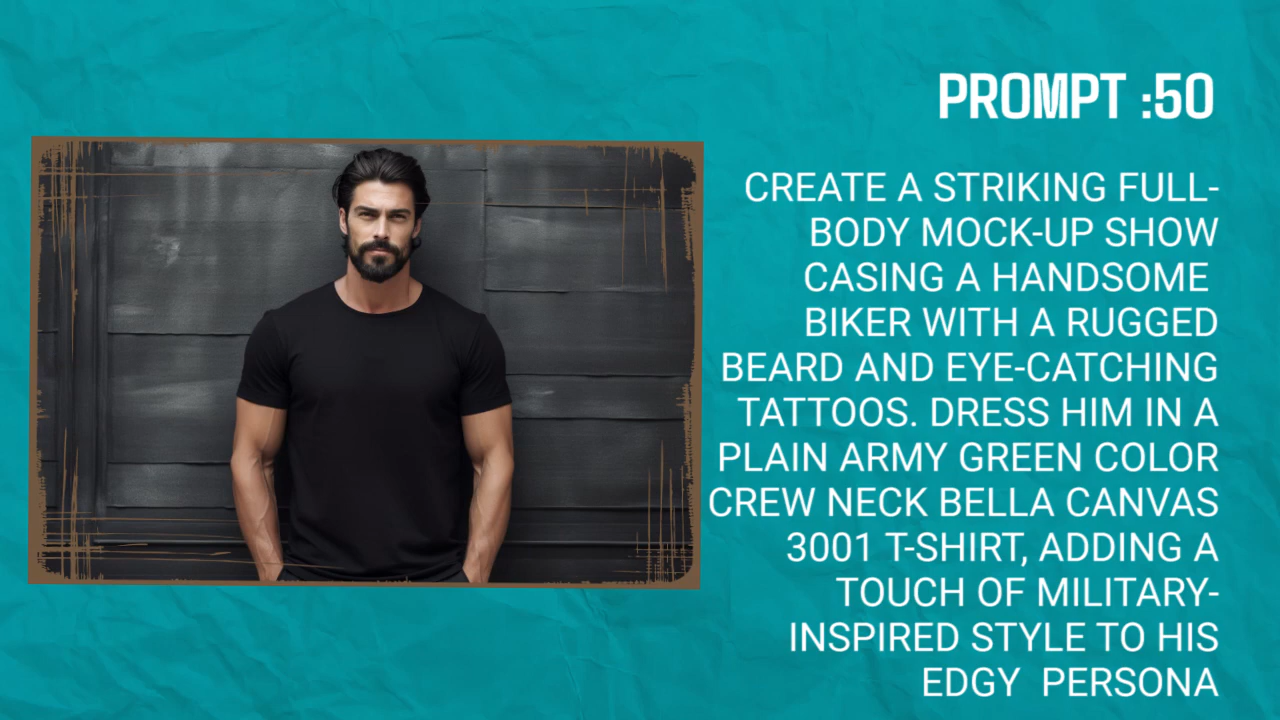 PROMPT :50
CREATE A STRIKING FULL-
BODY MOCK-UP SHOW
CASING A HANDSOME
BIKER WITH A RUGGED
BEARD AND EYE-CATCHING
TATTOOS. DRESS HIM IN A
PLAIN ARMY GREEN COLOR
CREW NECK BELLA CANVAS
3001 T-SHIRT, ADDING A
TOUCH OF MILITARY-
INSPIRED STYLE TO HIS
EDGY PERSONA